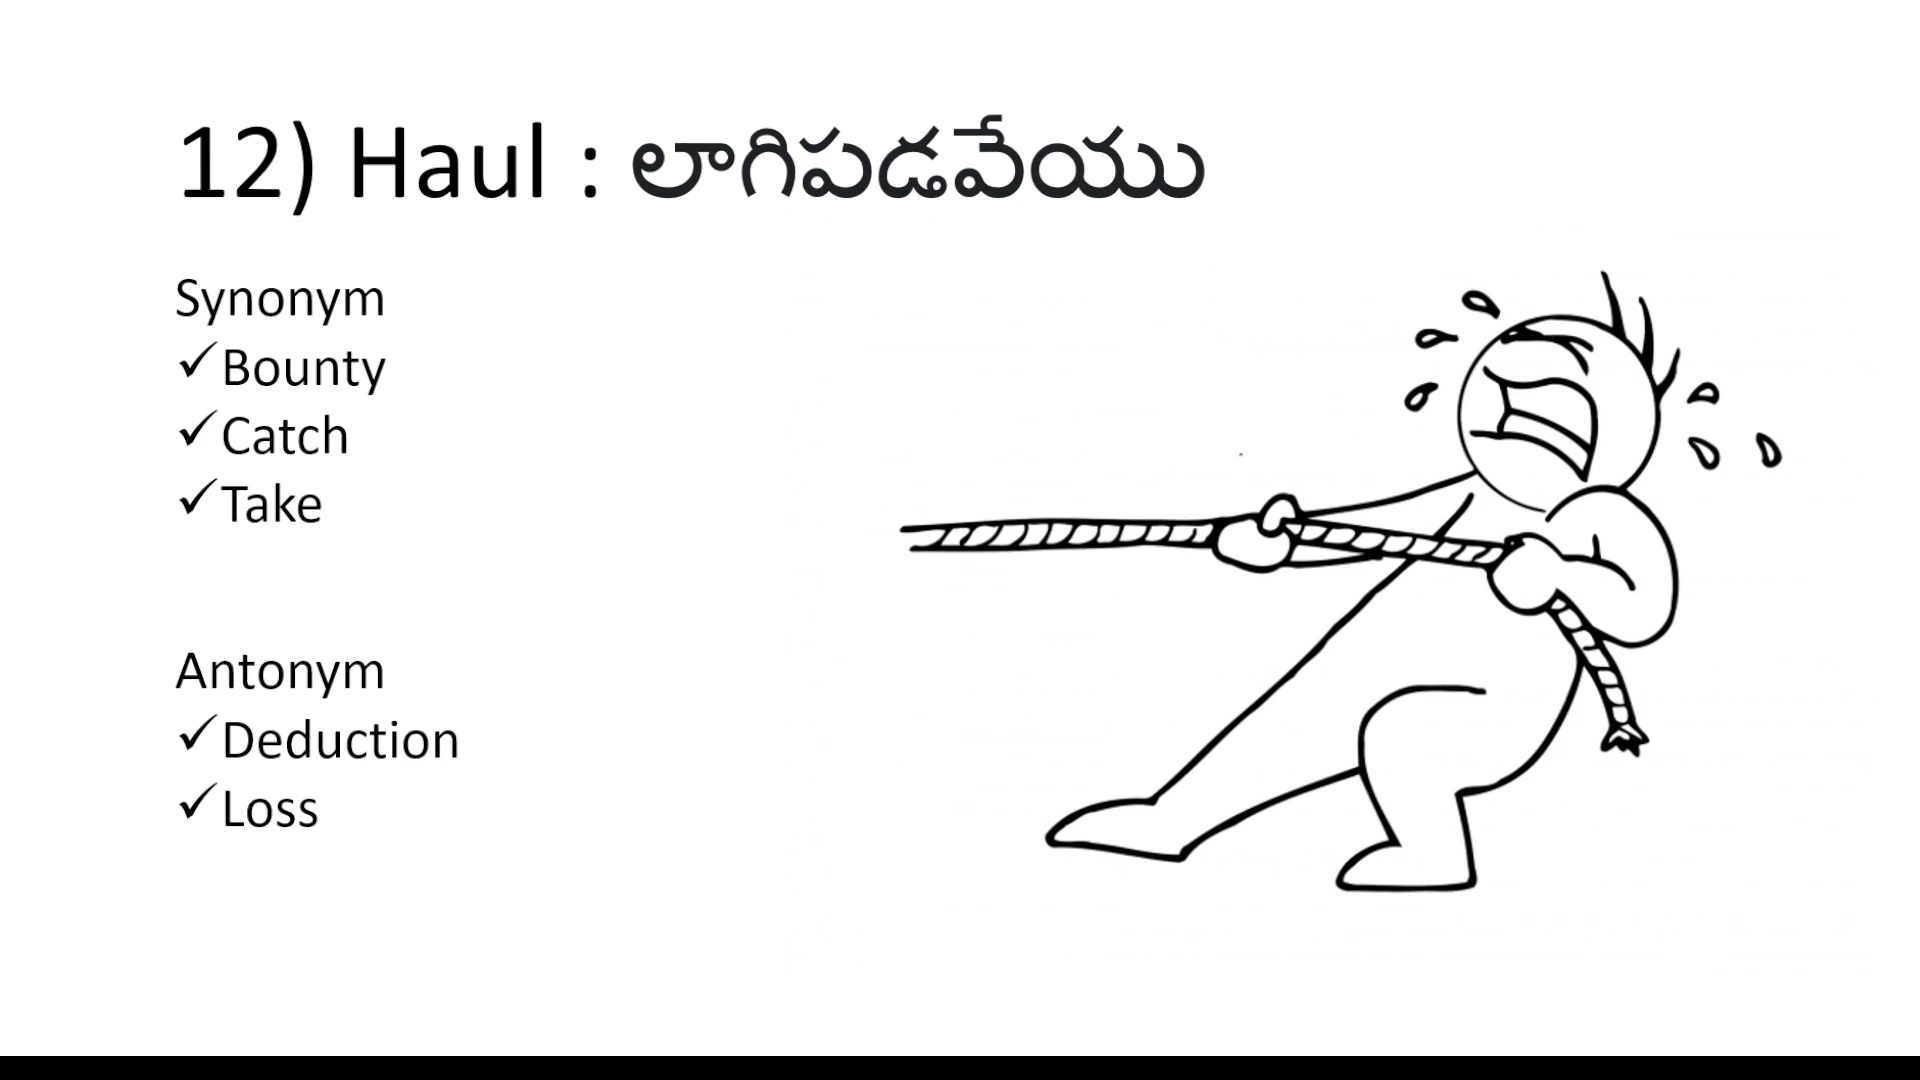 12) Haul : లాగిపడవేయు
Synonym
✓Bounty
✓Catch
✓Take
Antonym
✓Deduction
✓Loss